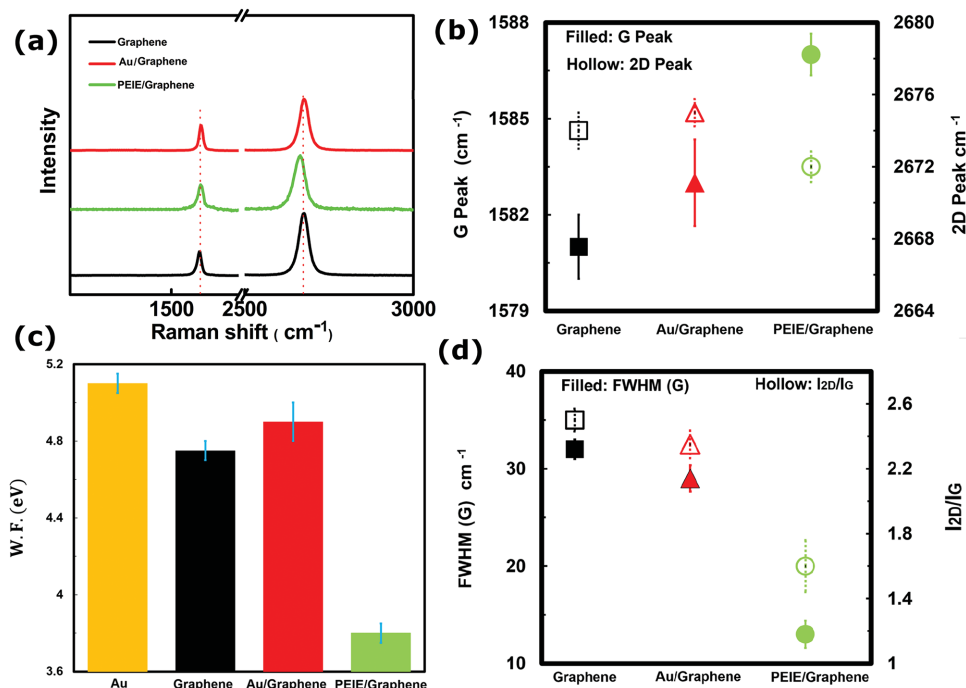 (a)
Graphene
Au/Graphene
PEIE/Graphene
Intensity
1500
2500
3000
Raman shift ( cm-1)
(b)
Filled: G Peak
Hollow: 2D Peak
1588
1585
1582
1579
G Peak (cm-1)
2680
2676
2672
2668
2664
2D Peak cm-1
Graphene
Au/Graphene
PEIE/Graphene
(c)
5.2
4.8
4.4
4
3.6
W. F. (eV)
Au
Graphene
Au/Graphene
PEIE/Graphene
(d)
Filled: FWHM (G)
Hollow: I2D/IG
40
30
20
10
FWHM (G) cm-1
2.6
2.2
1.8
1.4
1
I2D/IG
Graphene
Au/Graphene
PEIE/Graphene